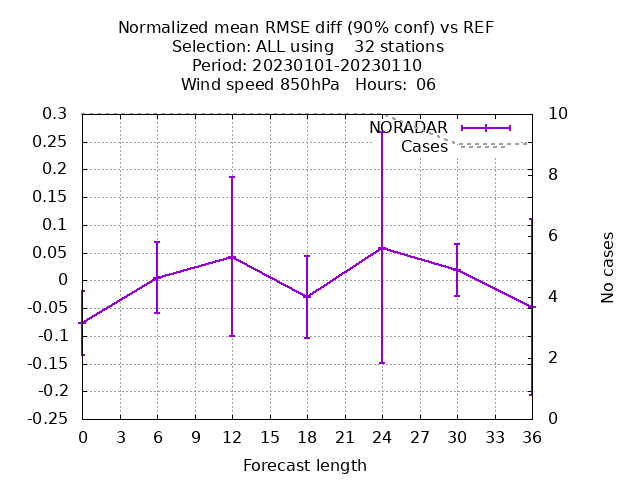 Normalized mean RMSE diff (90% conf) vs REF
Selection: ALL using    32 stations
Period: 20230101-20230110
Wind speed 850hPa   Hours:  06
0.3
0.25
0.2
0.15
0.1
0.05
0
-0.05
-0.1
-0.15
-0.2
-0.25
NORADAR
Cases
10
8
6
4
2
0
No cases
0 3 6 9 12 15 18 21 24 27 30 33 36
Forecast length